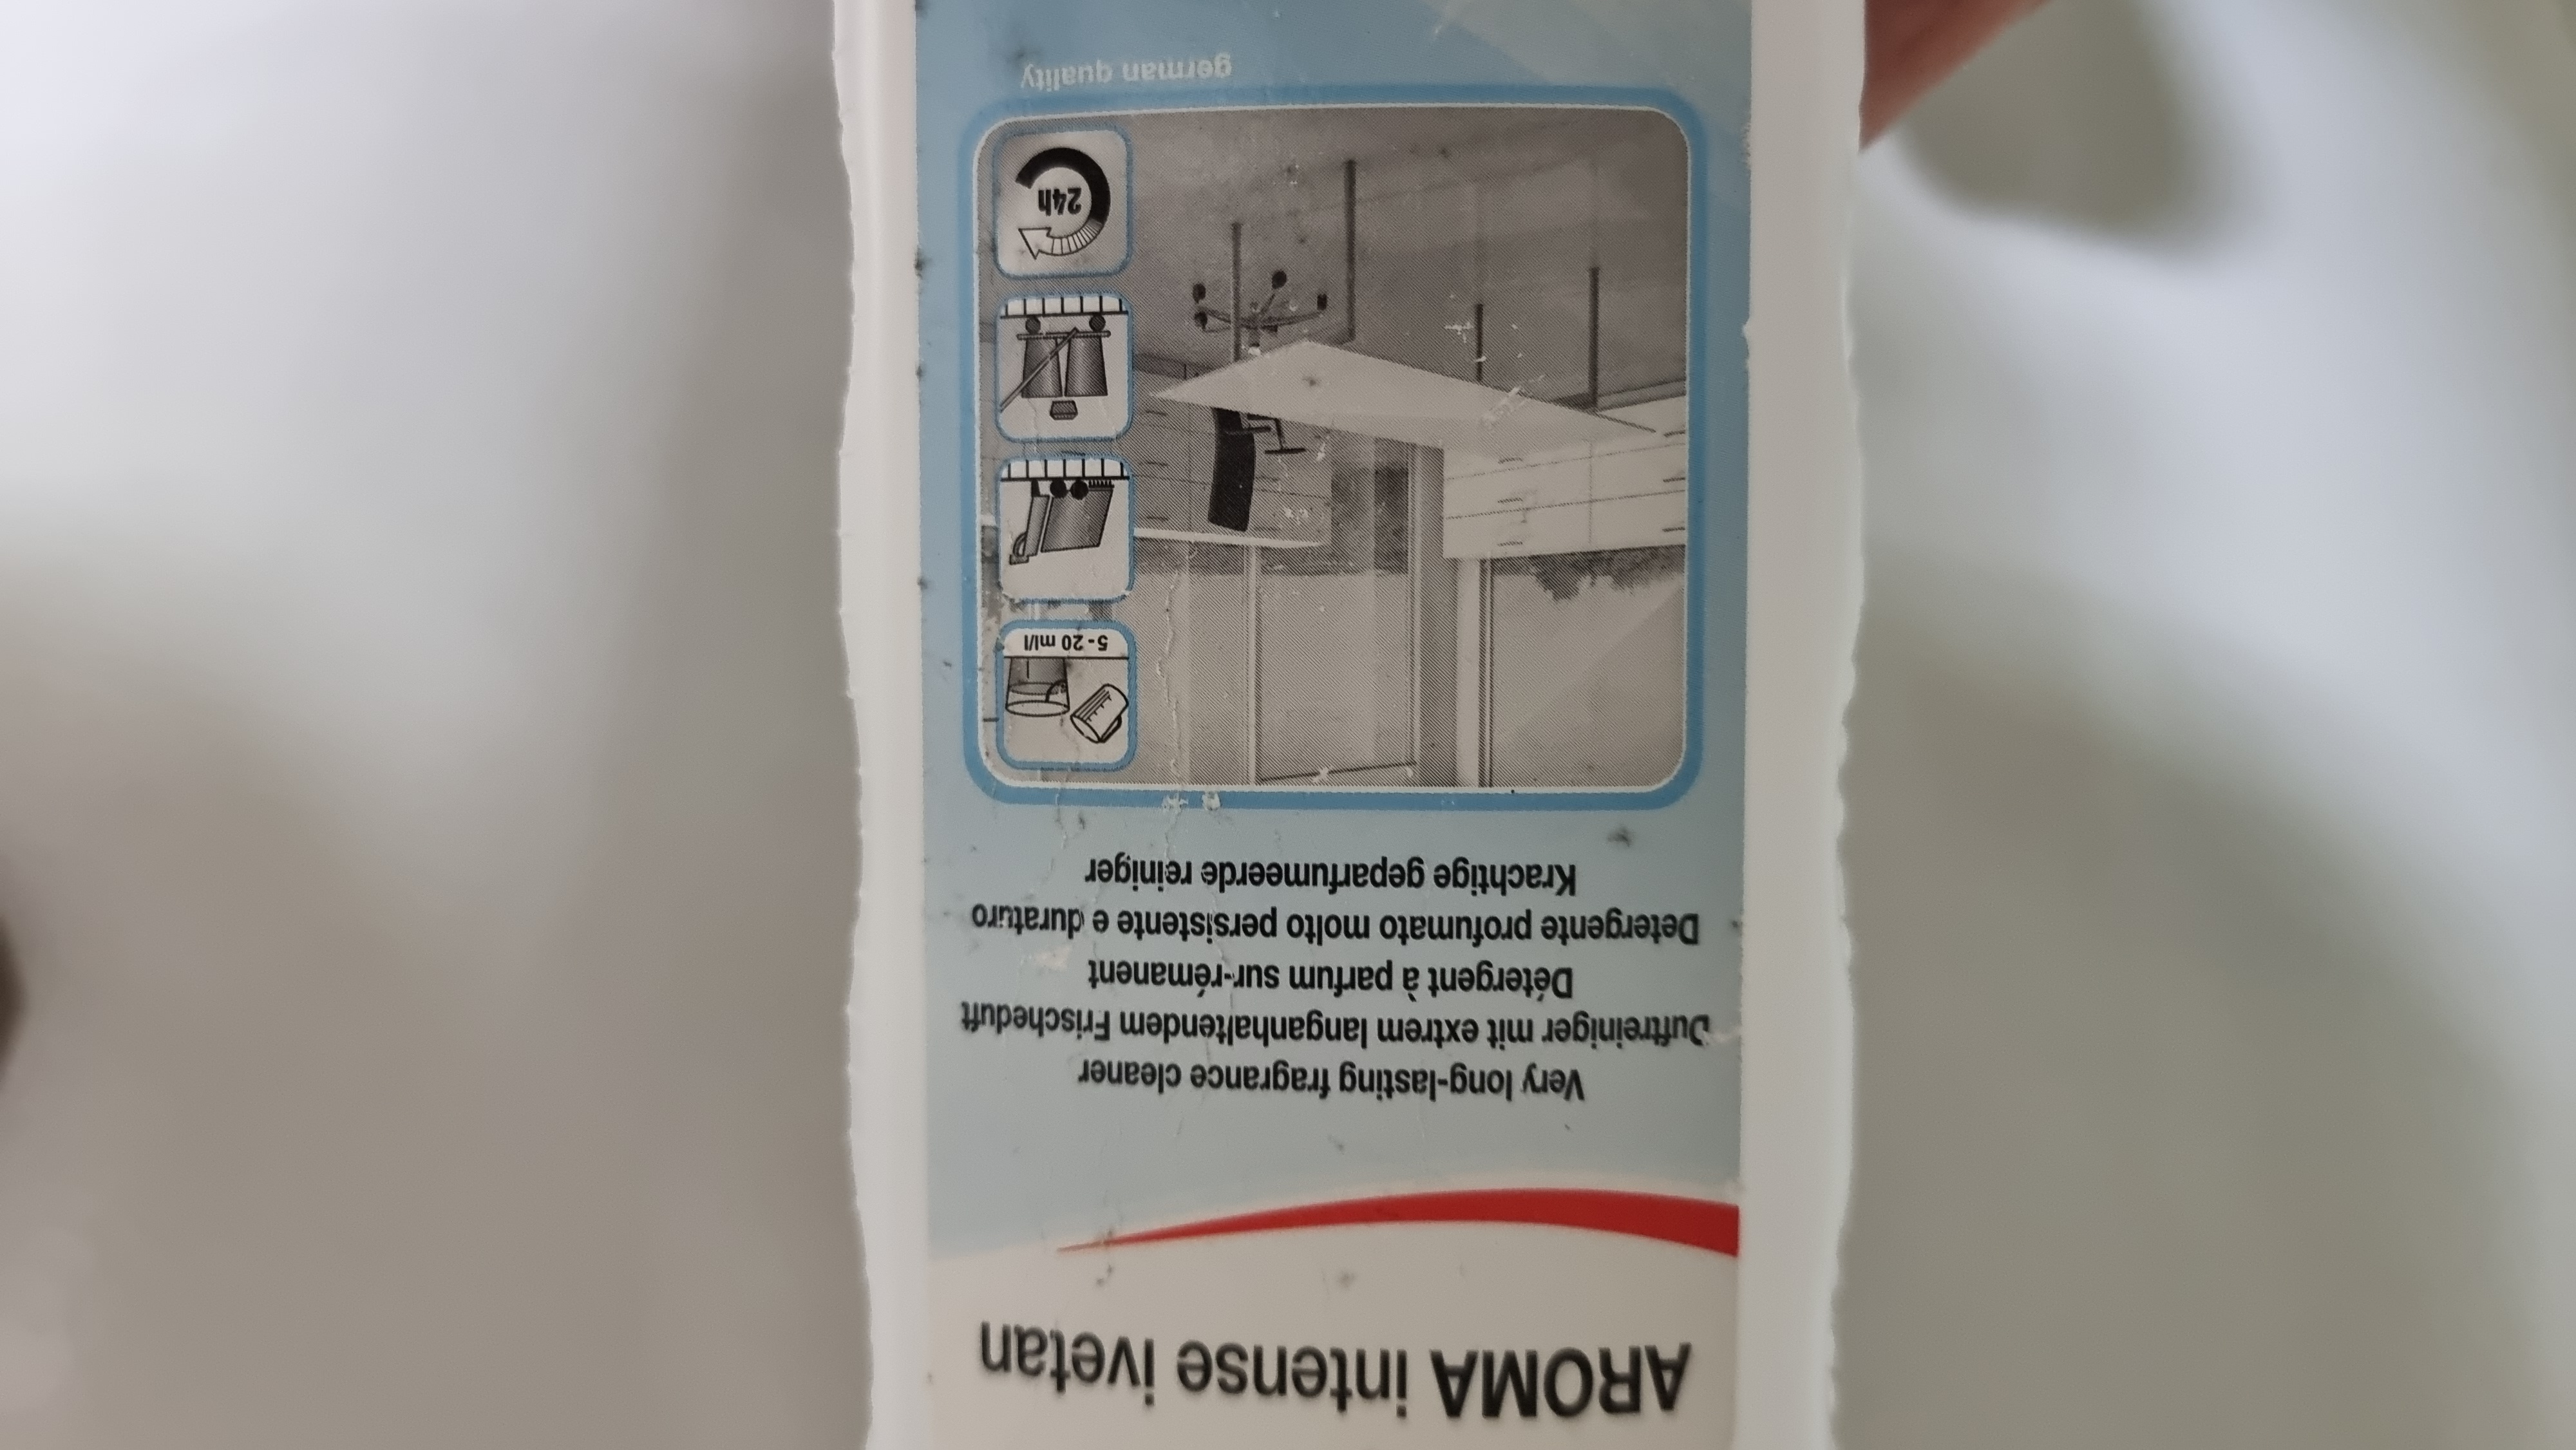 AROMA intense ivetan
Very long-lasting fragrance cleaner
Duftreiniger mit extrem langanhaltendem Frischeduft
Détergent à parfum sur-rémanent
Detergente profumato molto persistente e duraturo
Krachtige geparfumeerde reiniger
5 - 20 ml/l
24h
german quality